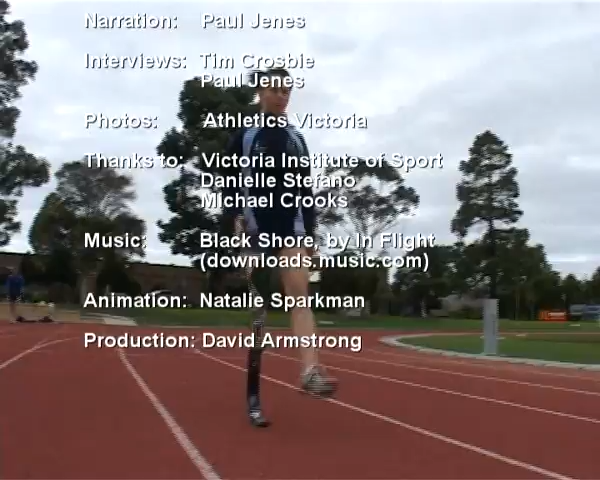 Narration: Paul Jenes
Interviews: Tim Crosbie
Paul Jenes
Photos: Athletics Victoria
Thanks to: Victoria Institute of Sport
Danielle Stefano
Michael Crooks
Music: Black Shore, by In Flight
(downloads.music.com)
Animation: Natalie Sparkman
Production: David Armstrong